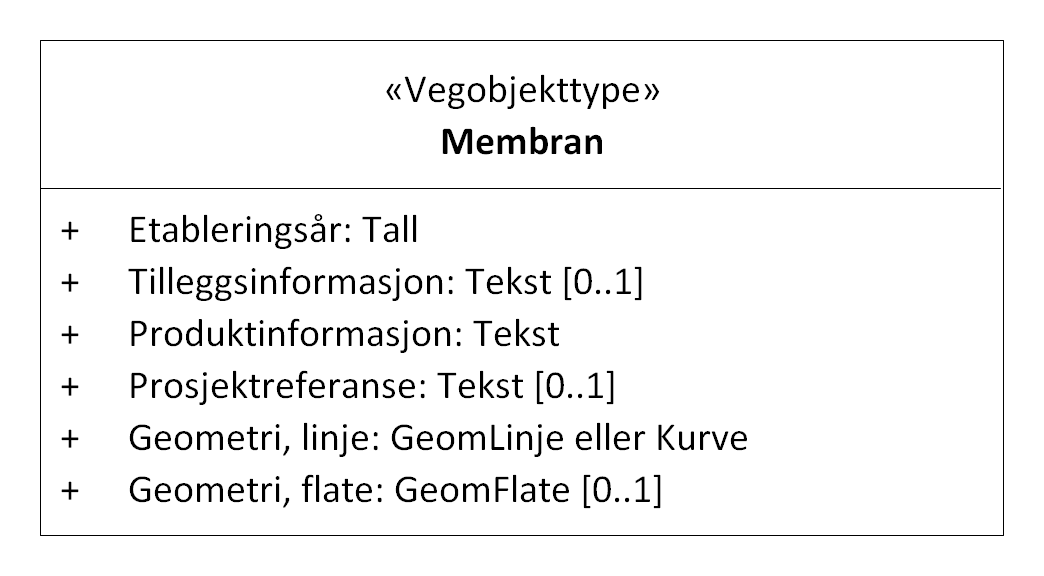 «Vegobjekttype»
Membran
+ Etableringsår: Tall
+ Tilleggsinformasjon: Tekst [0..1]
+ Produktinformasjon: Tekst
+ Prosjektreferanse: Tekst [0..1]
+ Geometri, linje: GeomLinje eller Kurve
+ Geometri, flate: GeomFlate [0..1]